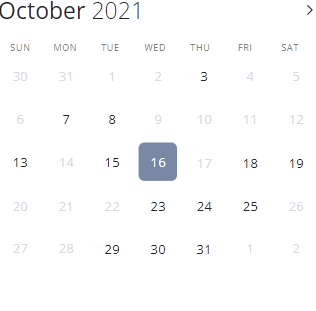 October 2021
SUN MON TUE WED THU FRI SAT
30 31 1 2 3 4 5
6 7 8 9 10 11 12
13 14 15 16 17 18 19
20 21 22 23 24 25 26
27 28 29 30 31 1 2